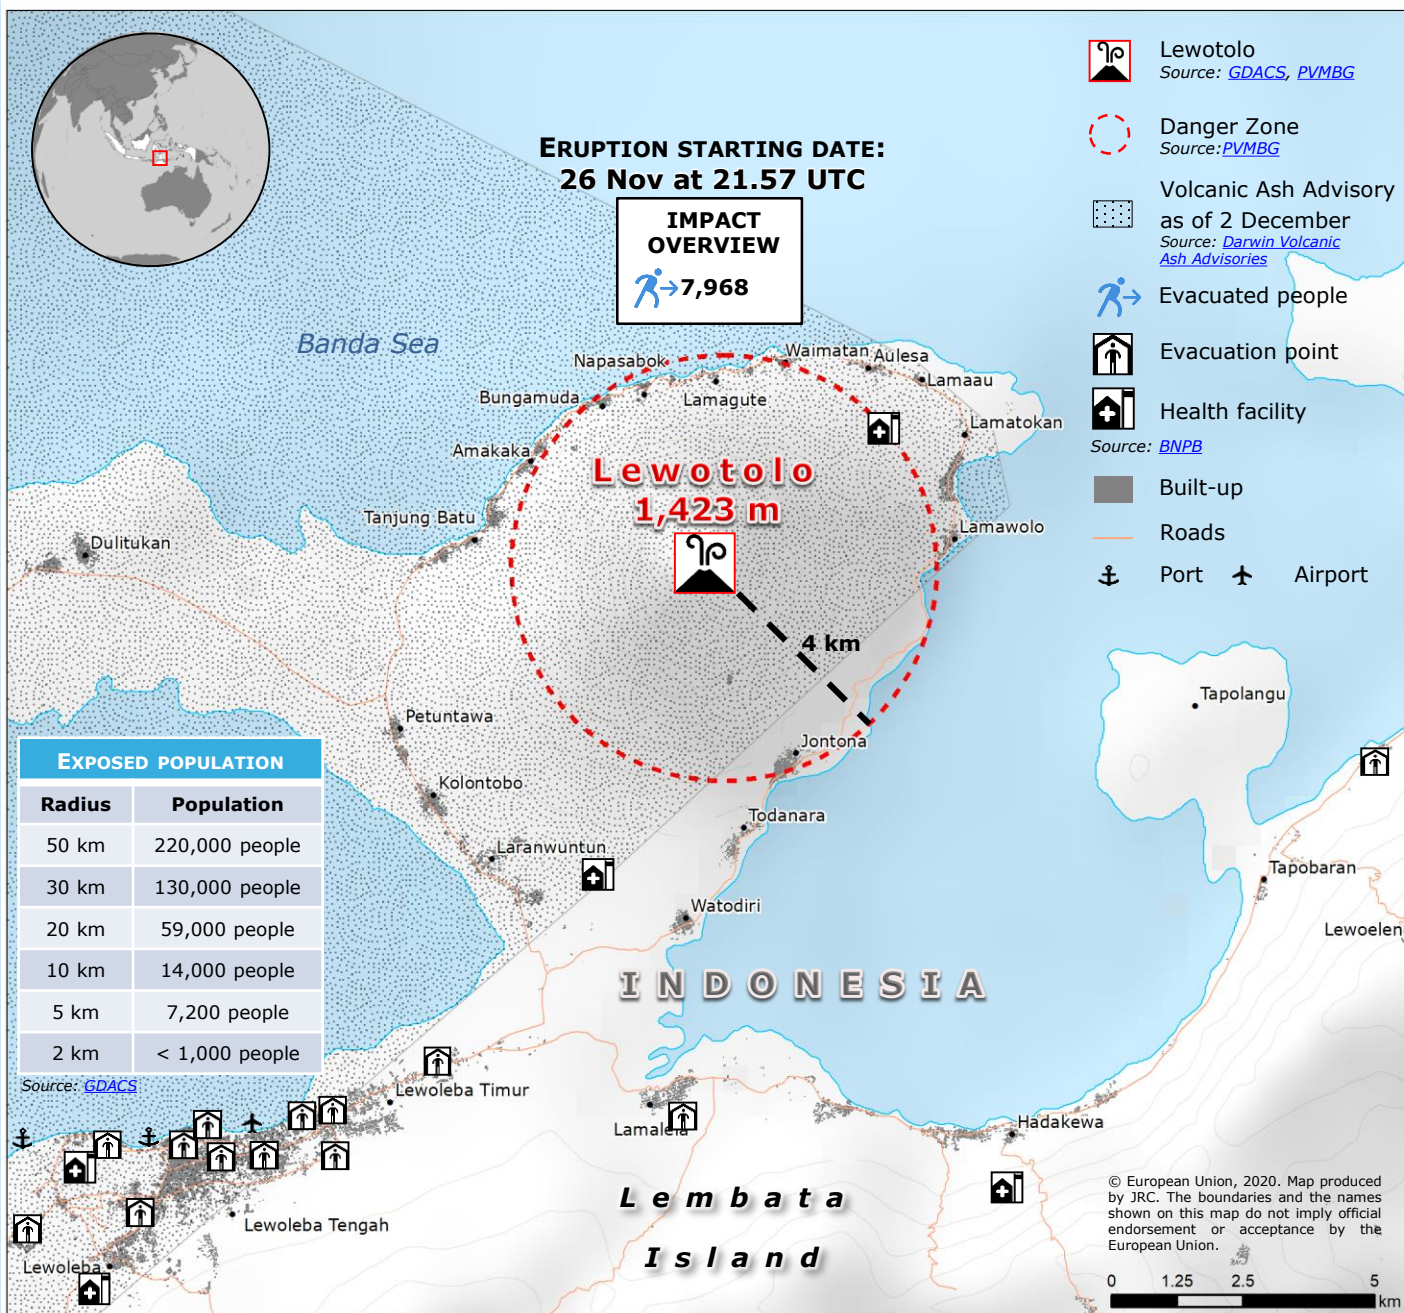 ERUPTION STARTING DATE:
26 Nov at 21.57 UTC
IMPACT
OVERVIEW
7,968
Lewotolo
Source: GDACS, PVMBG
Danger Zone
Source:PVMBG
Volcanic Ash Advisory
as of 2 December
Source: Darwin Volcanic
Ash Advisories
Evacuated people
Evacuation point
Health facility
Source: BNPB
Built-up
Roads
Port
Airport
Banda Sea
Napasabok
Waimatan
Aulesa
Lamaau
Bungamuda
Lamagute
Lamatokan
Amakaka
Lewotolo
1,423 m
Tanjung Batu
Lamawolo
Dulitukan
4 km
Tapolangu
Petuntawa
Jontona
Kolontobo
Todanara
Laranwuntun
Tapobaran
Watodiri
Lewoelen
INDONESIA
EXPOSED POPULATION
Radius Population
50 km 220,000 people
30 km 130,000 people
20 km 59,000 people
10 km 14,000 people
5 km 7,200 people
2 km < 1,000 people
Source: GDACS
Lewoleba Timur
Lamalela
Hadakewa
Lewoleba Tengah
Lewoleba
Lembata
Island
© European Union, 2020. Map produced
by JRC. The boundaries and the names
shown on this map do not imply official
endorsement or acceptance by the
European Union.
0 1.25 2.5 5
km